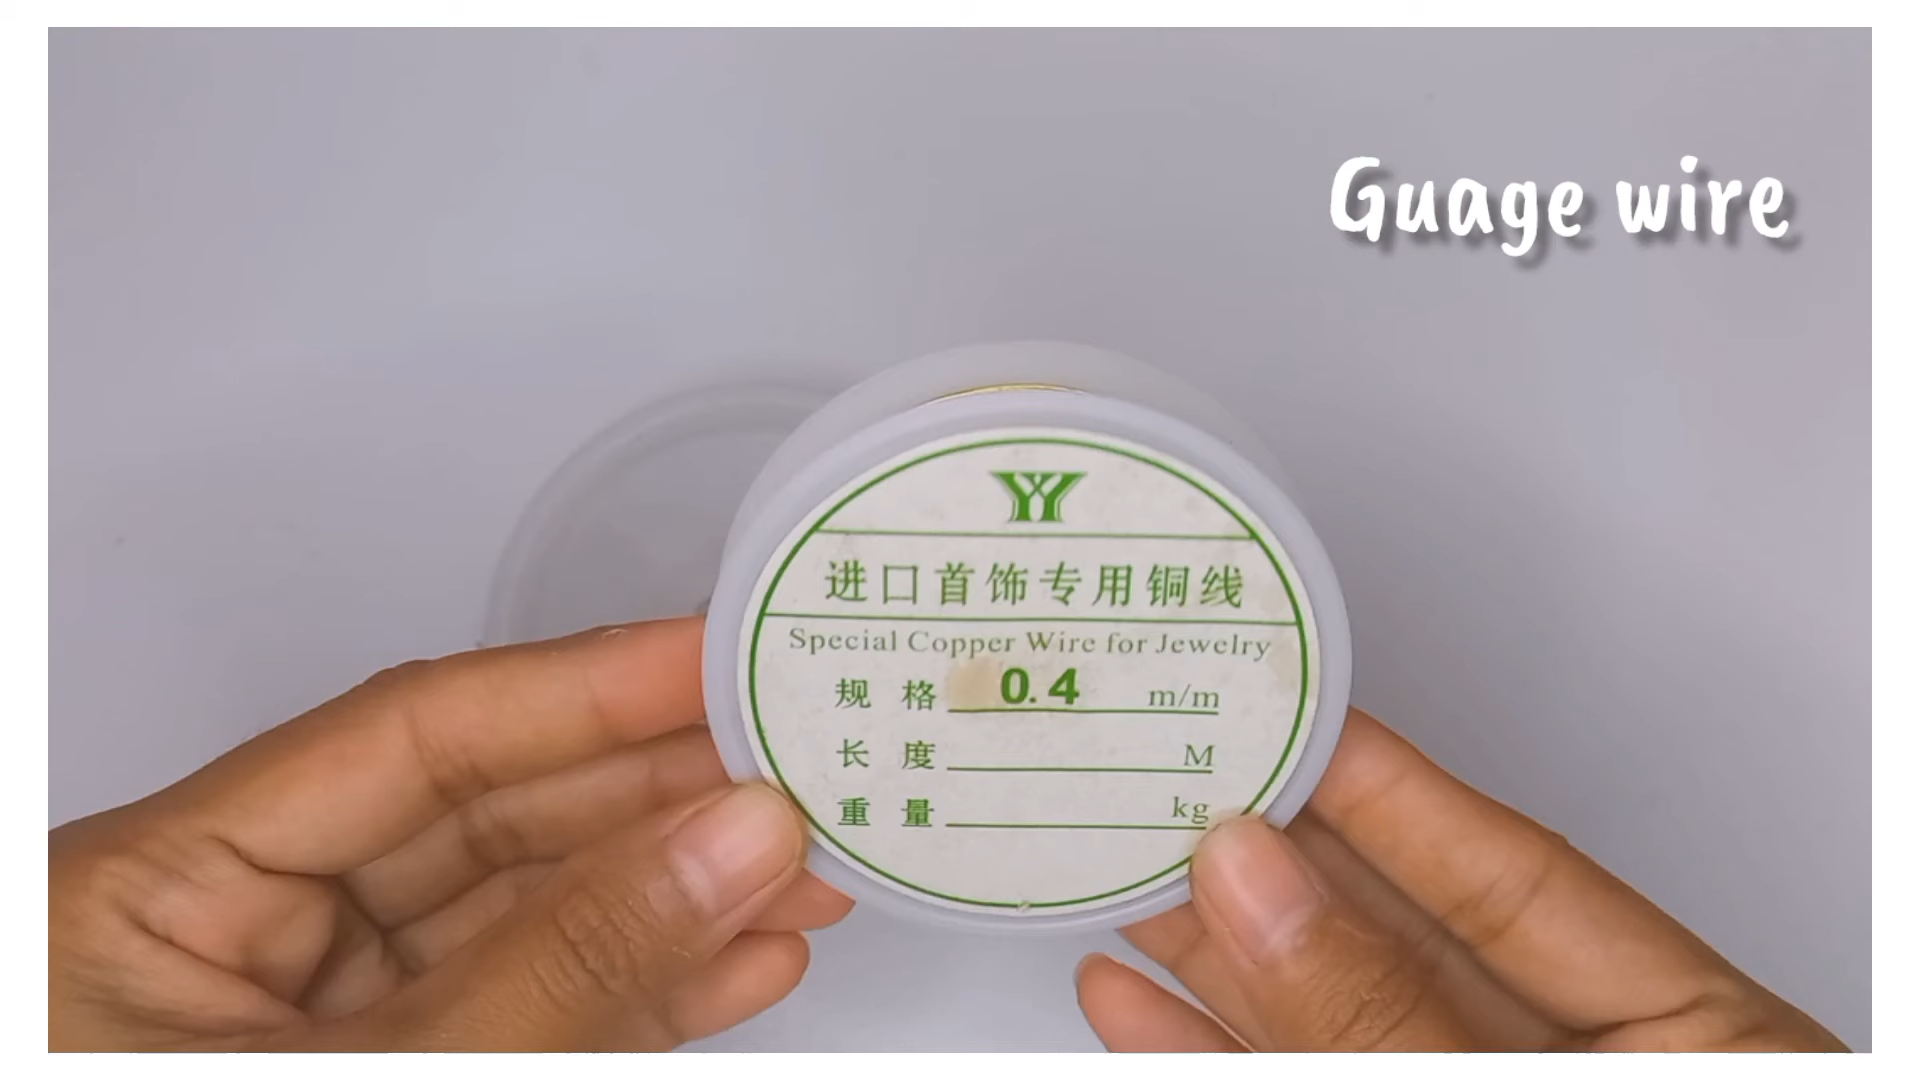 Guage wire
进口首饰专用铜线
Special Copper Wire for Jewelry
规 格 0.4 m/m
长 度 M
重 量 kg